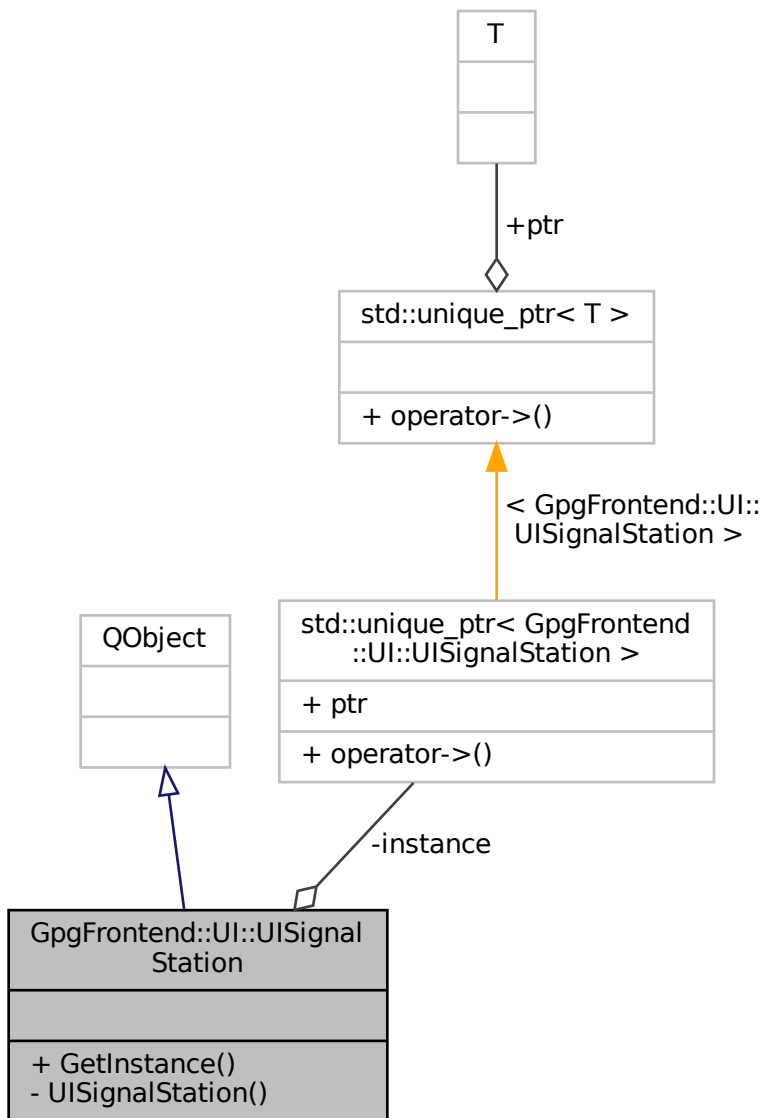 T
+ptr
std::unique_ptr< T >
+ operator->()
< GpgFrontend::UI::
UISignalStation >
QObject
std::unique_ptr< GpgFrontend
::UI::UISignalStation >
+ ptr
+ operator->()
-instance
GpgFrontend::UI::UISignal
Station
+ GetInstance()
- UISignalStation()